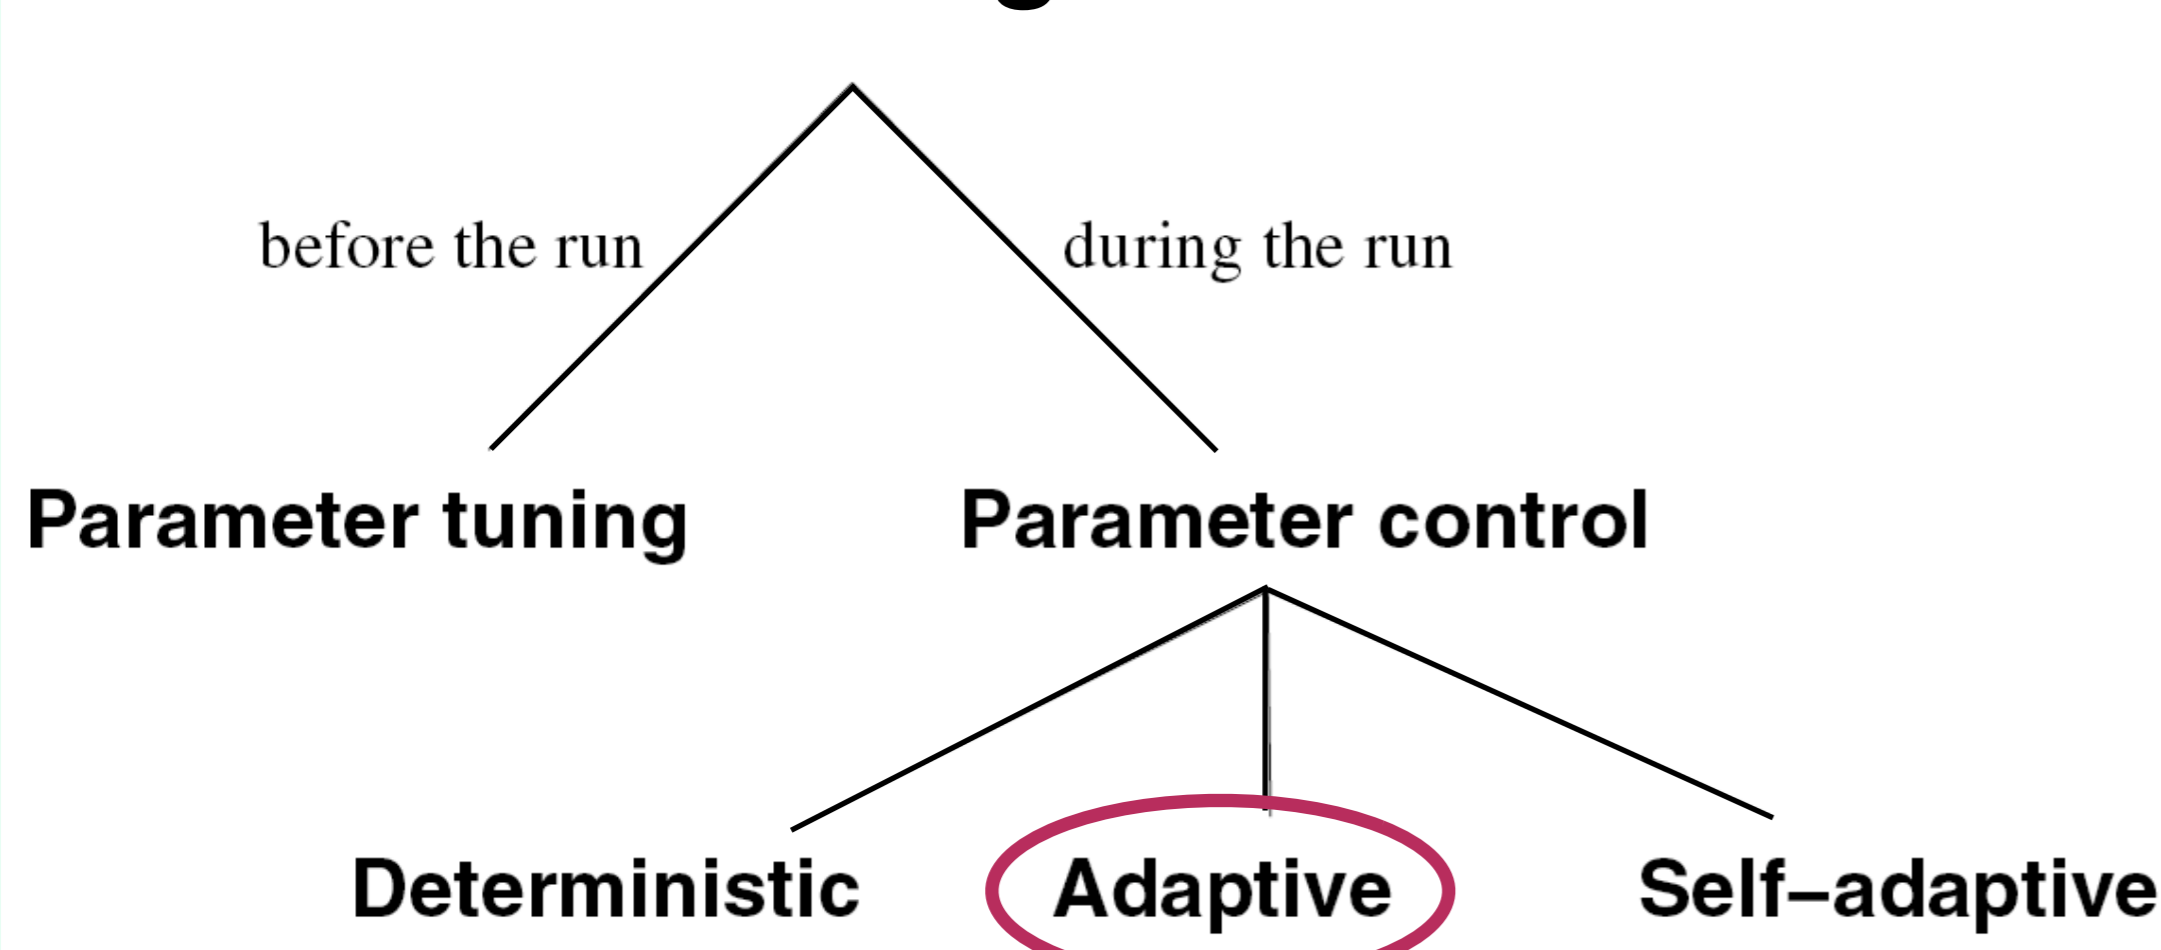 before the run
during the run
Parameter tuning
Parameter control
Deterministic
Adaptive
Self–adaptive